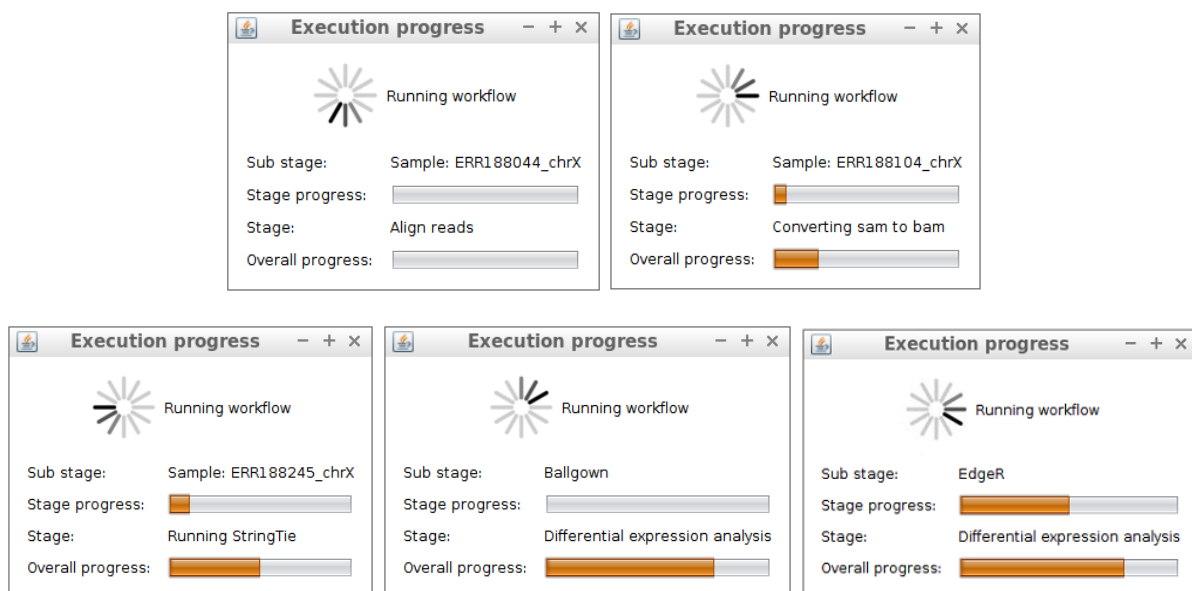 Execution progress
Running workflow
Sub stage: Sample: ERR188044_chrX
Stage progress:
Stage: Align reads
Overall progress:
Execution progress
Running workflow
Sub stage: Sample: ERR188104_chrX
Stage progress:
Stage: Converting sam to bam
Overall progress:
Execution progress
Running workflow
Sub stage: Sample: ERR188245_chrX
Stage progress:
Stage: Running StringTie
Overall progress:
Execution progress
Running workflow
Sub stage: Ballgown
Stage progress:
Stage: Differential expression analysis
Overall progress:
Execution progress
Running workflow
Sub stage: EdgeR
Stage progress:
Stage: Differential expression analysis
Overall progress: